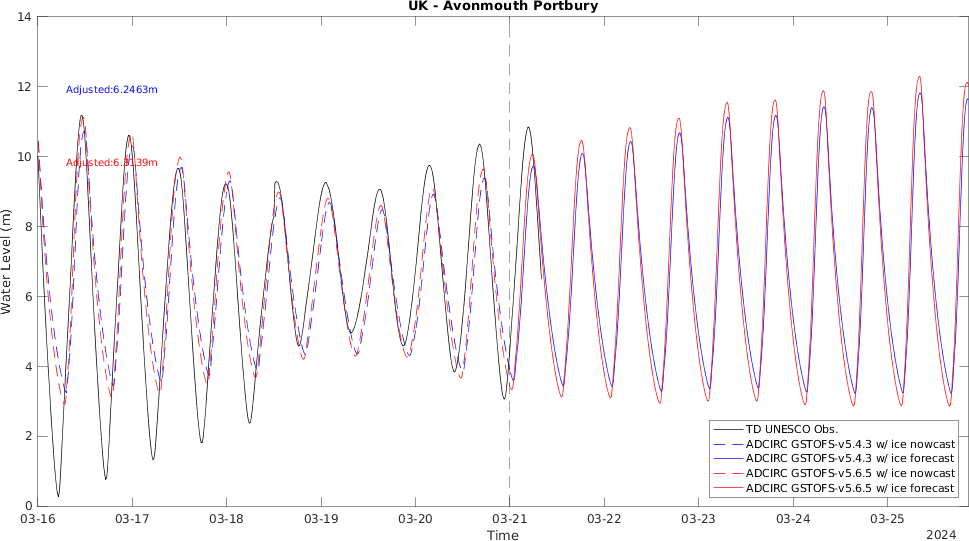 UK - Avonmouth Portbury
14
12
10
8
6
4
2
0
Water Level (m)
Adjusted:6.2463m
Adjusted:6.3139m
TD UNESCO Obs.
ADCIRC GSTOFS-v5.4.3 w/ ice nowcast
ADCIRC GSTOFS-v5.4.3 w/ ice forecast
ADCIRC GSTOFS-v5.6.5 w/ ice nowcast
ADCIRC GSTOFS-v5.6.5 w/ ice forecast
03-16 03-17 03-18 03-19 03-20 03-21 03-22 03-23 03-24 03-25
Time
2024